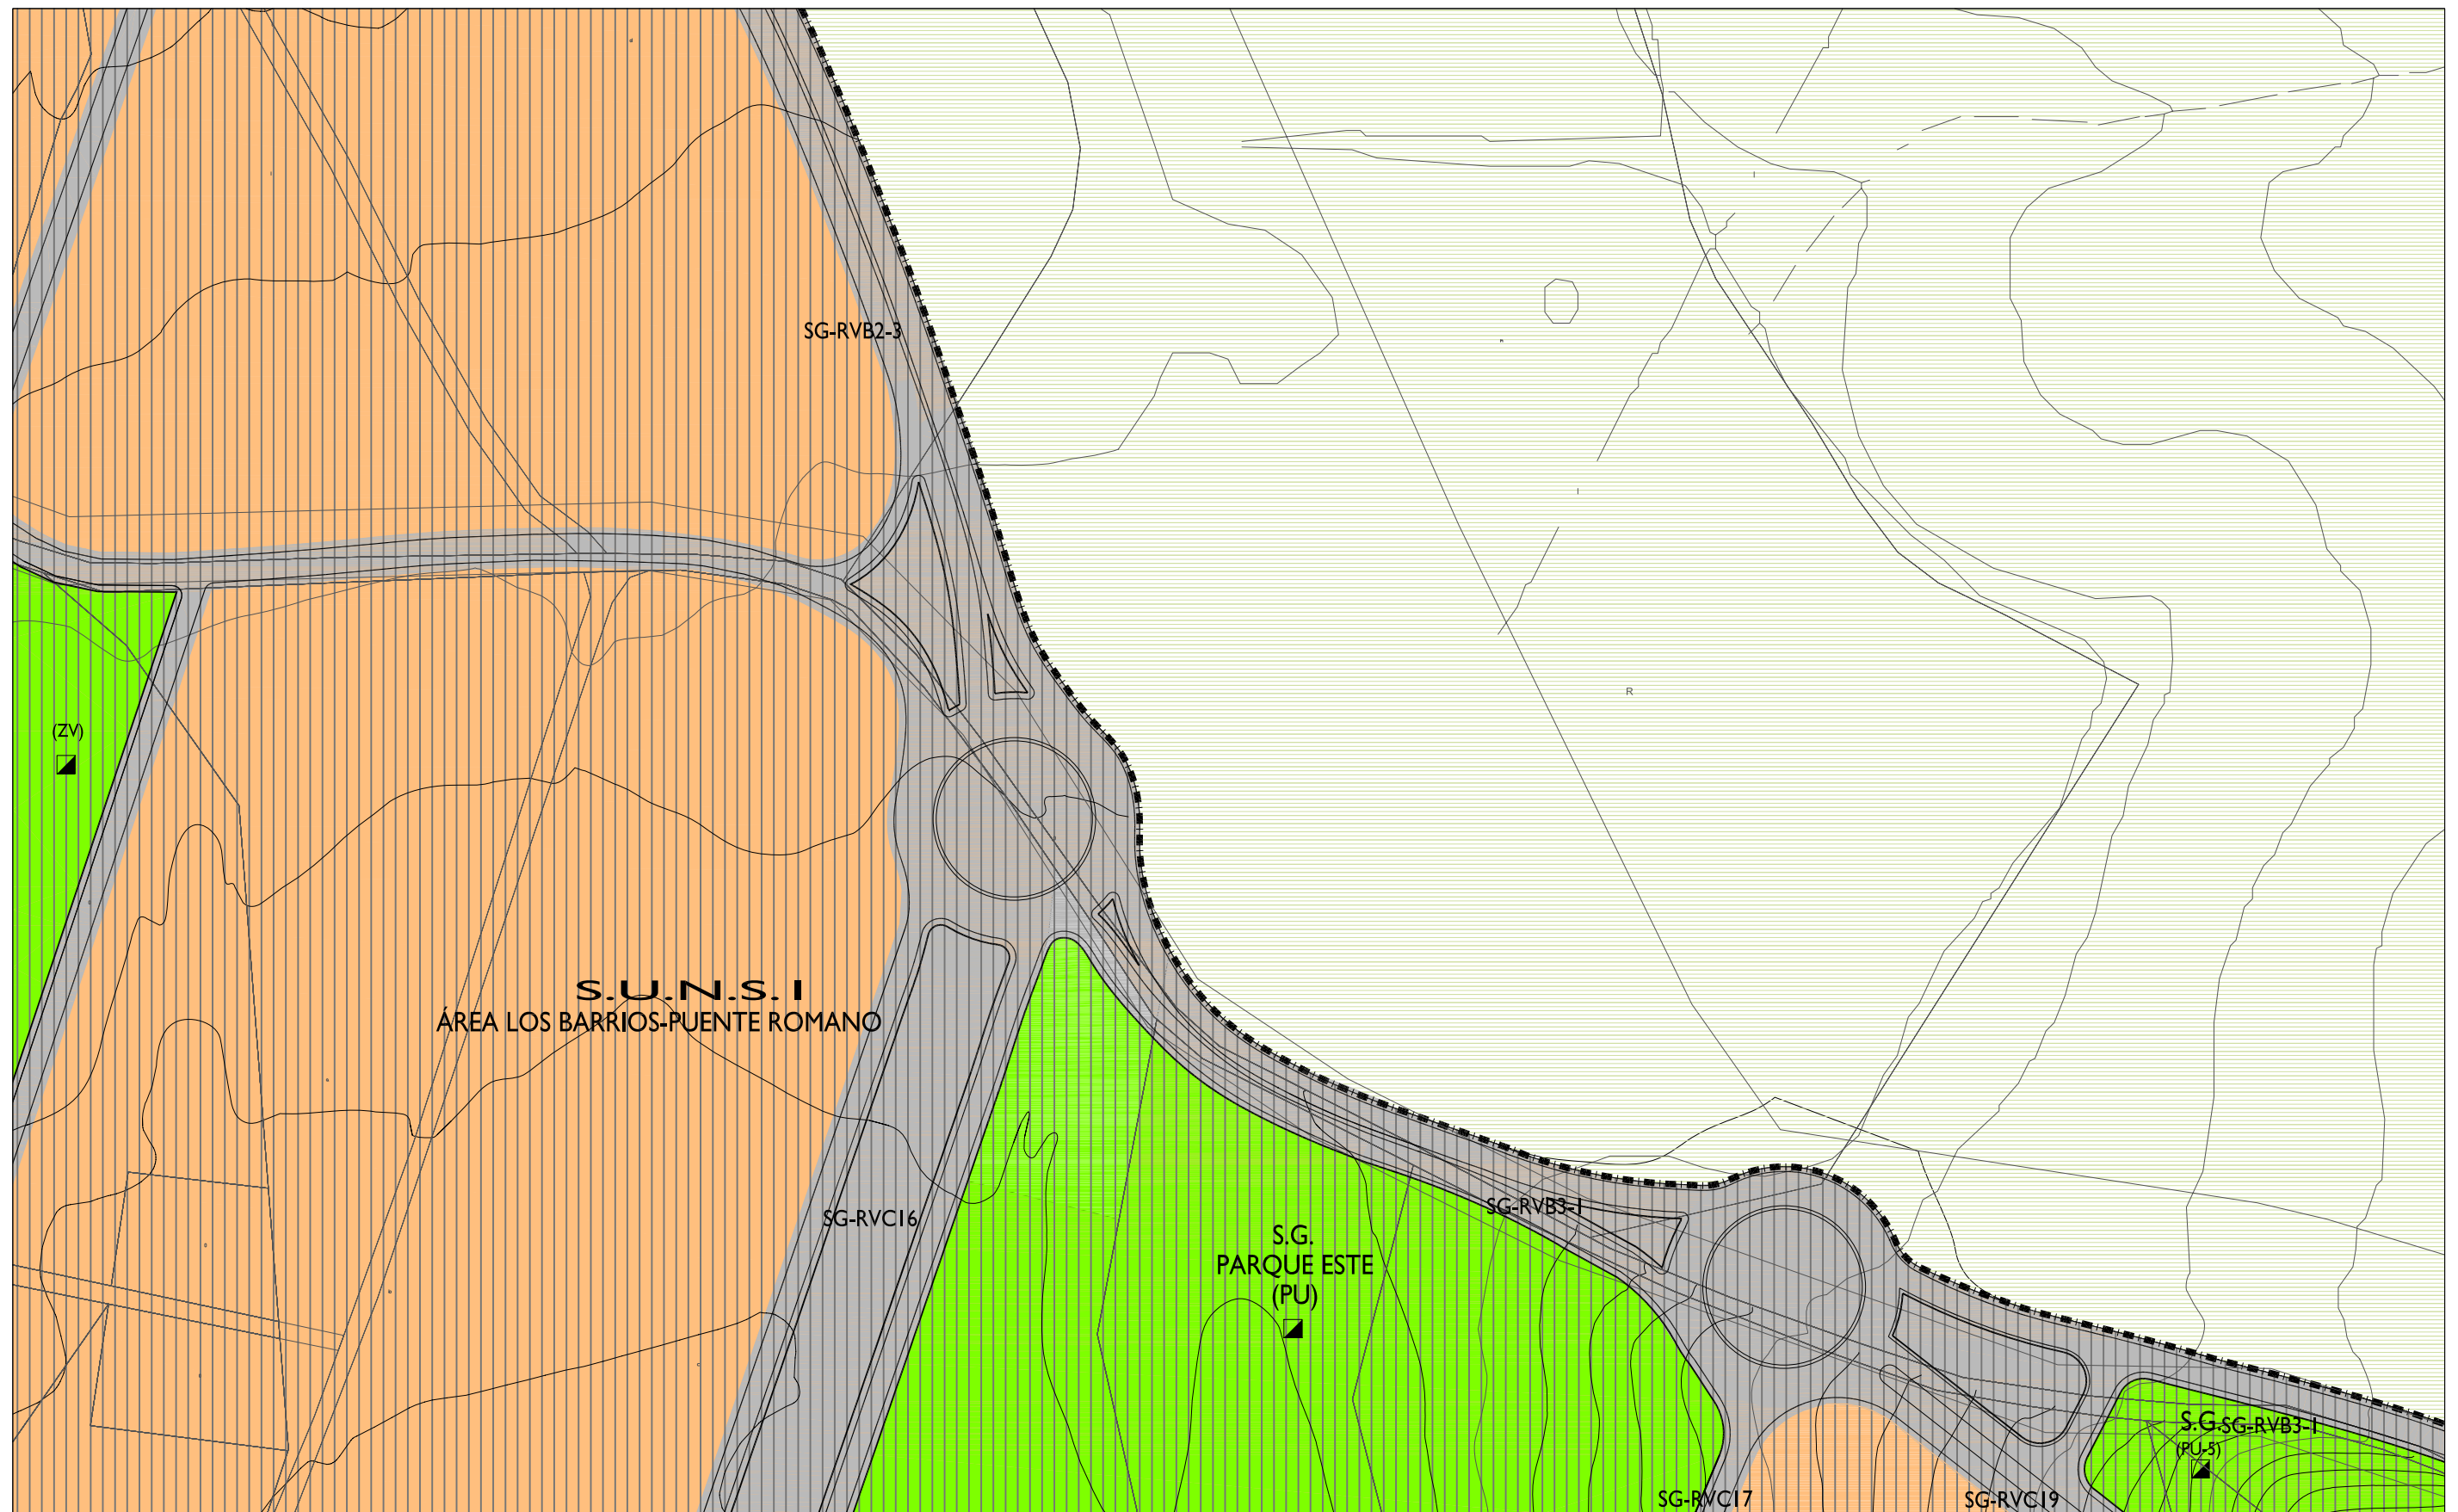 SG-RVB2-3
R
(ZV)
S.U.N.S. I
ÁREA LOS BARRIOS-PUENTE ROMANO
SG-RVC16
SG-RVB3-1
S.G.
PARQUE ESTE
(PU)
S.G.
SG-RVB3-1
(PU-5)
SG-RVC17
SG-RVC19